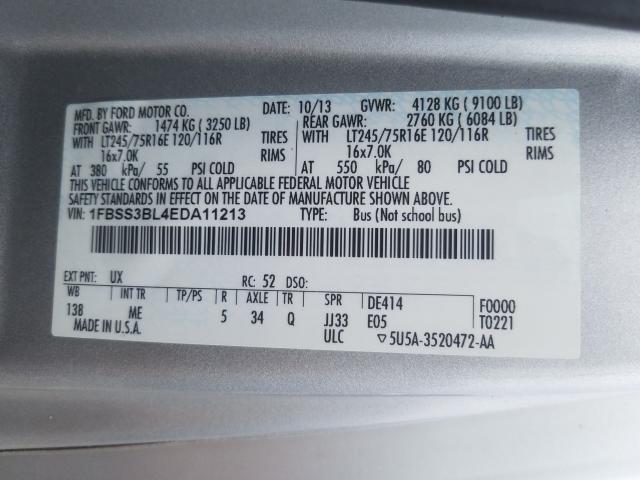 MFD. BY FORD MOTOR CO. DATE: 10/13 GVWR: 4128 KG ( 9100 LB)
FRONT GAWR: 1474 KG ( 3250 LB) REAR GAWR: 2760 KG ( 6084 LB)
WITH LT245/75R16E 120/116R TIRES WITH LT245/75R16E 120/116R TIRES
16x7.0K RIMS 16x7.0K RIMS
AT 380 kPa/ 55 PSI COLD AT 550 kPa/ 80 PSI COLD
THIS VEHICLE CONFORMS TO ALL APPLICABLE FEDERAL MOTOR VEHICLE
SAFETY STANDARDS IN EFFECT ON THE DATE OF MANUFACTURE SHOWN ABOVE.
VIN: 1FBSS3BL4EDA11213 TYPE: Bus (Not School Bus)
EXT PNT: UX RC: 52 DSO:
WB INT TR TP/PS R AXLE TR SPR DE414 F0000
138 ME 5 34 Q JJ33 E05 T0221
MADE IN U.S.A. ULC ▽5U5A-3520472-AA